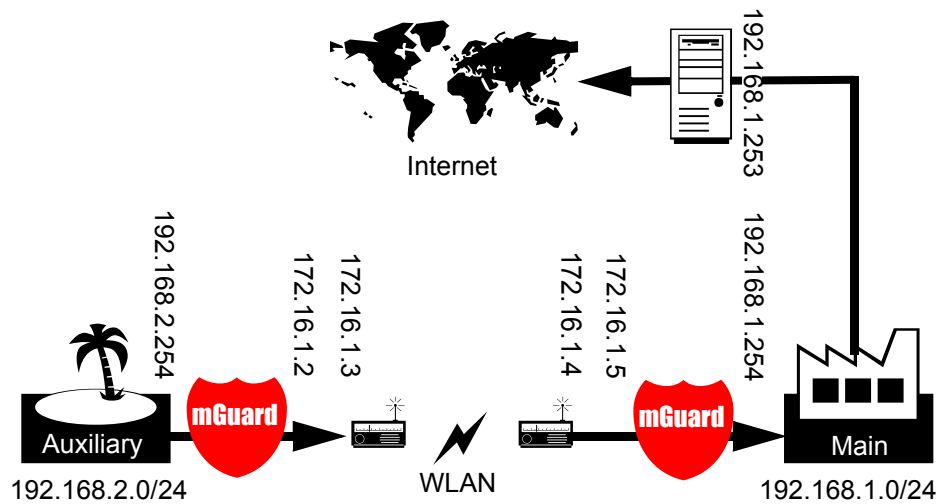 192.168.1.253
Internet
192.168.2.254
172.16.1.2
172.16.1.3
172.16.1.4
172.16.1.5
192.168.1.254
mGuard
mGuard
Auxiliary
WLAN
Main
192.168.2.0/24
192.168.1.0/24